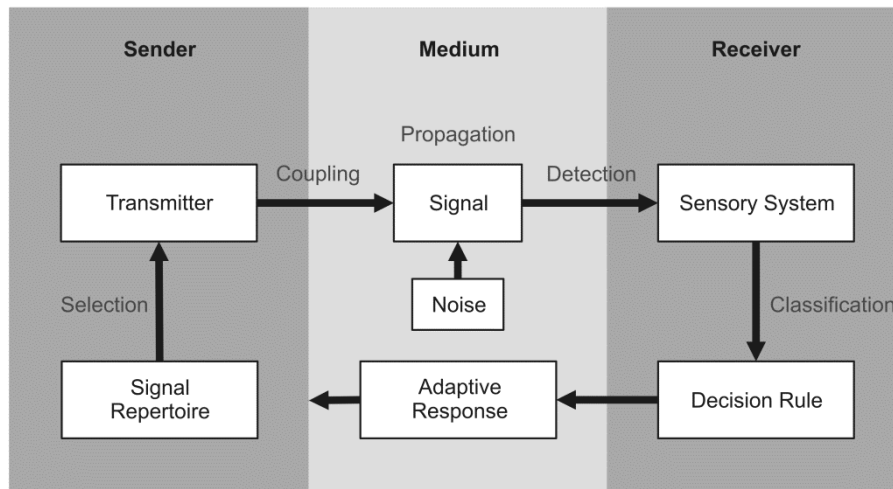 Sender
Medium
Receiver
Propagation
Coupling
Detection
Transmitter
Signal
Sensory System
Selection
Noise
Classification
Signal
Repertoire
Adaptive
Response
Decision Rule